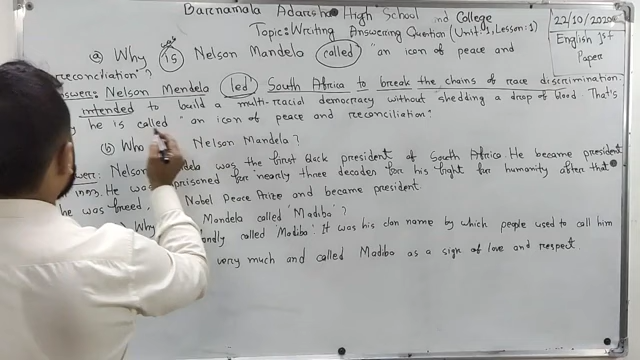 Barenamala Adarsha High School and College
Topic: Writing Answering Question (Unit: 1, Lesson: 1)
22/10/2020
English 1st
Paper
a) Why is Nelson Mandela called "an icon of peace and
reconciliation"?
Nelson Mendela led South Africa to break the chains of race discrimination.
intended to build a multi-racial democracy without shedding a drop of blood. That's
he is called "an icon of peace and reconciliation".
(b) Who Nelson Mandela?
Nelson was the first black president of South Africa. He became president
1993. He was for nearly three decades for his fight for humanity after that
he was freed, Nobel Peace Prize and became president.
Why Mandela called 'Madiba'?
fondly called 'Madiba'. It was his clan name by which people used to call him
very much and called Madiba as a sign of love and respect.